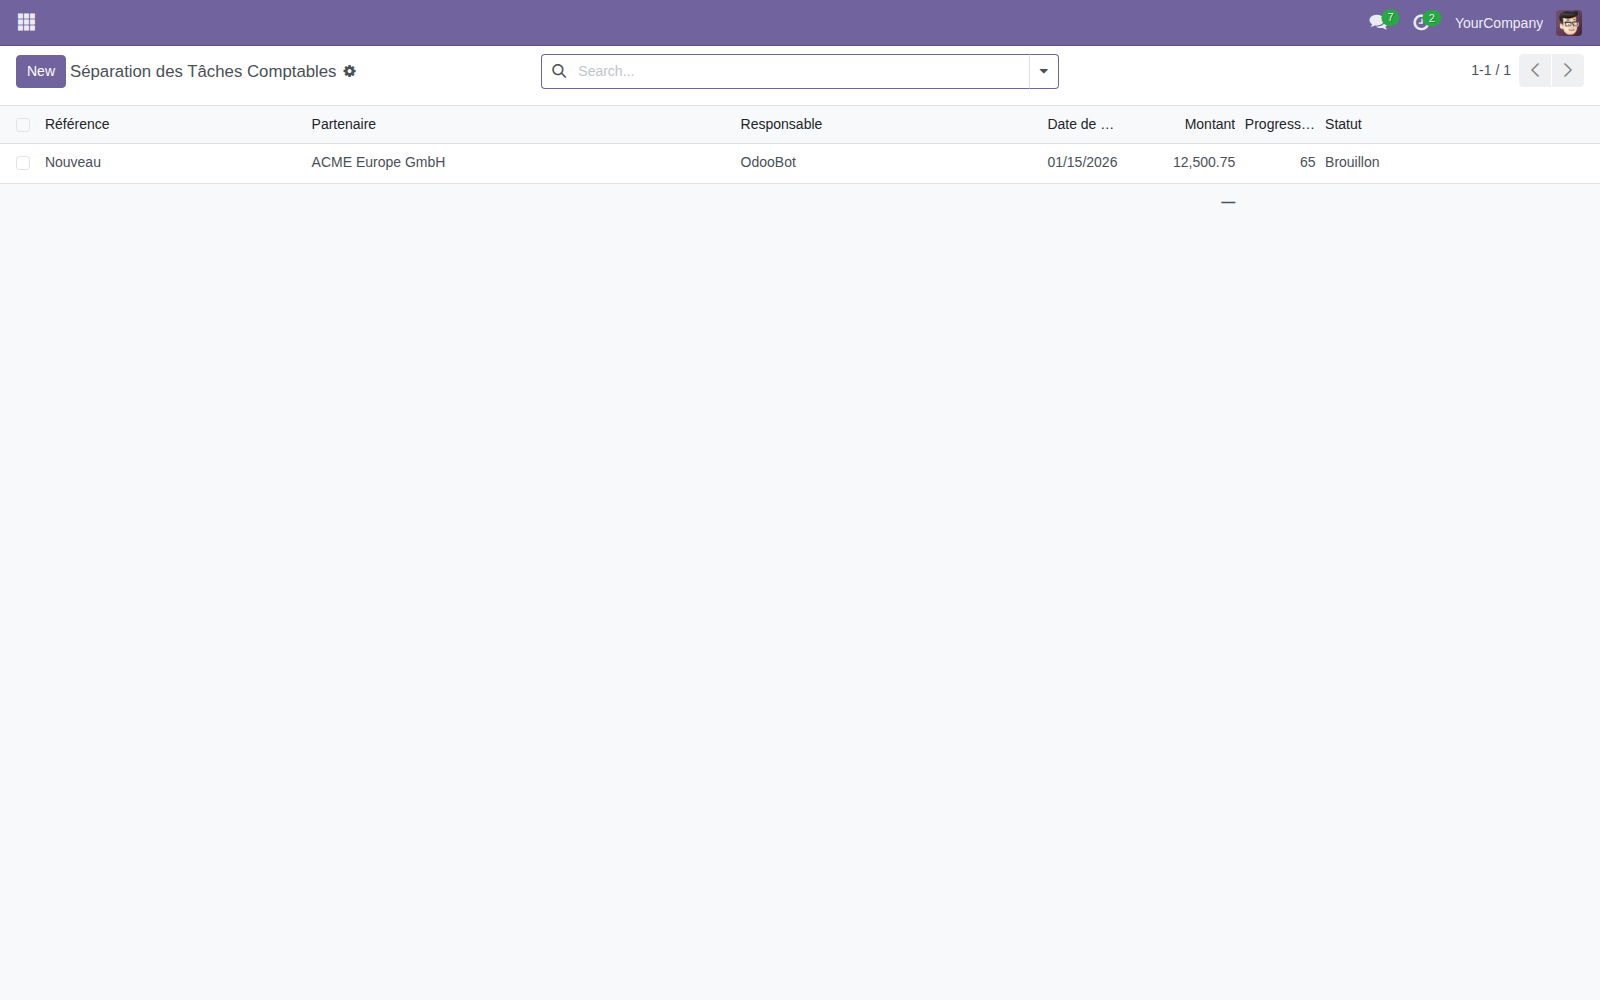 7 2 YourCompany
New Séparation des Tâches Comptables Search... 1-1 / 1
Référence Partenaire Responsable Date de … Montant Progress… Statut
Nouveau ACME Europe GmbH OdooBot 01/15/2026 12,500.75 65 Brouillon
—